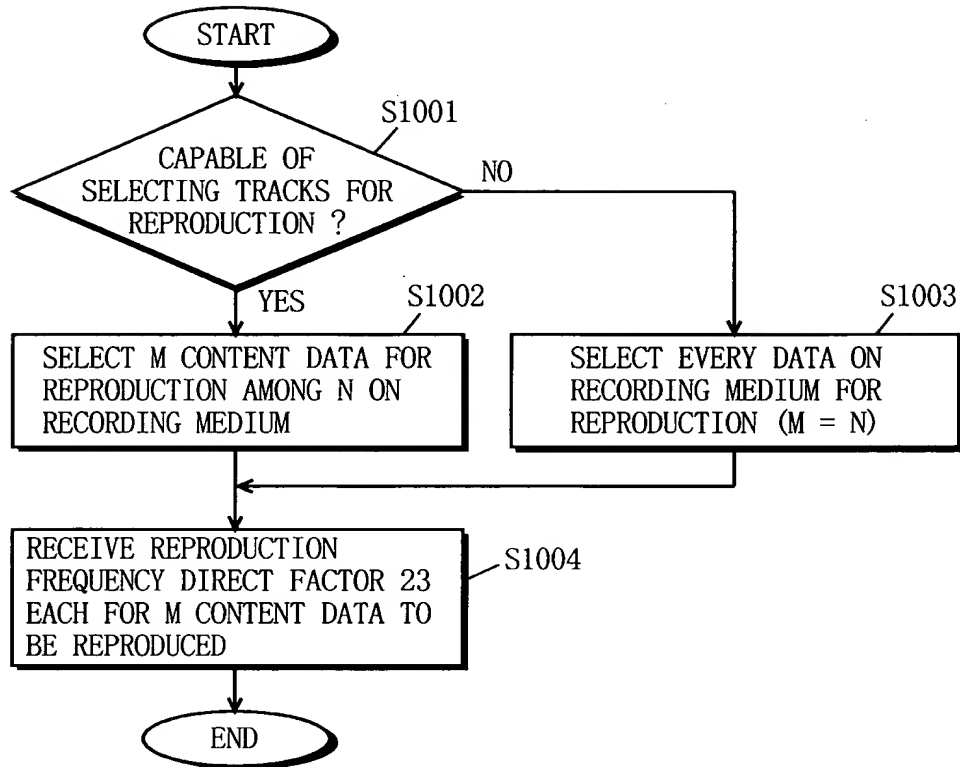 START
S1001
CAPABLE OF
SELECTING TRACKS FOR
REPRODUCTION ?
NO
YES
S1002
SELECT M CONTENT DATA FOR
REPRODUCTION AMONG N ON
RECORDING MEDIUM
S1003
SELECT EVERY DATA ON
RECORDING MEDIUM FOR
REPRODUCTION (M = N)
RECEIVE REPRODUCTION
FREQUENCY DIRECT FACTOR 23
EACH FOR M CONTENT DATA TO
BE REPRODUCED
S1004
END